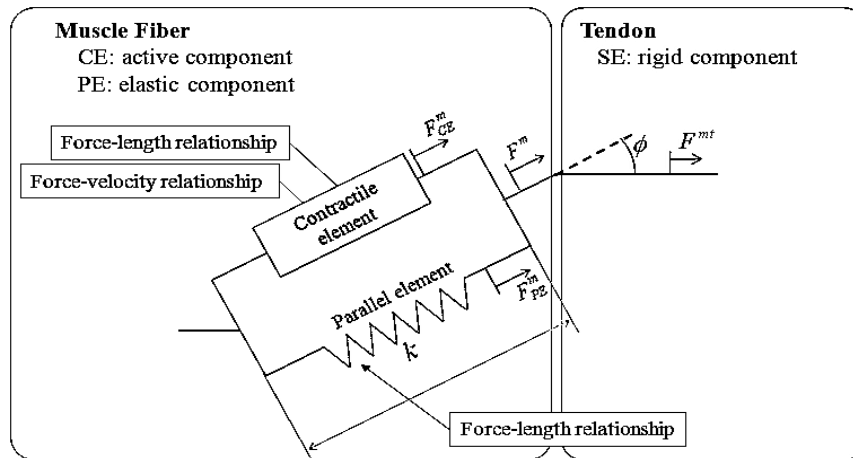 Muscle Fiber
CE: active component
PE: elastic component
Tendon
SE: rigid component
Force-length relationship
Force-velocity relationship
Contractile
element
F^m_CE
F^m
ϕ
F^mt
Parallel element
k
F^m_PE
Force-length relationship